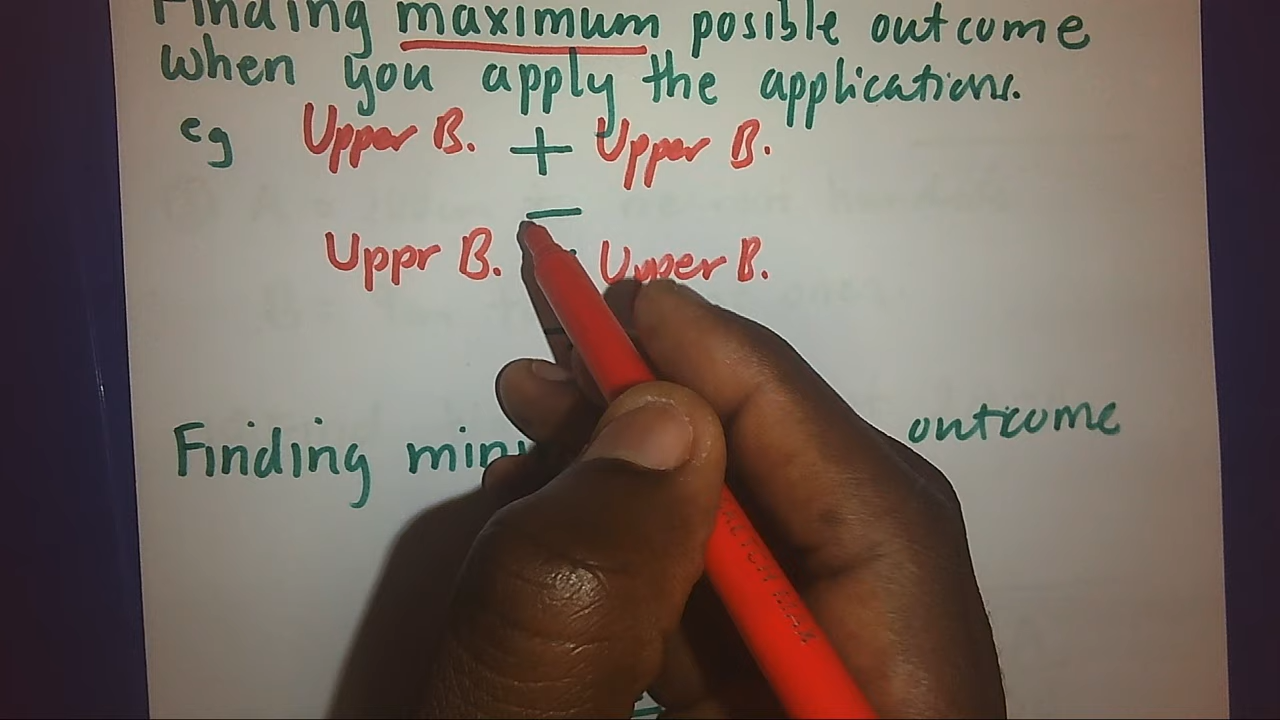 Finding maximum posible outcome
when you apply the applications.
eg Upper B. + Upper B.
−
Uppr B. Upper B.
Finding outcome